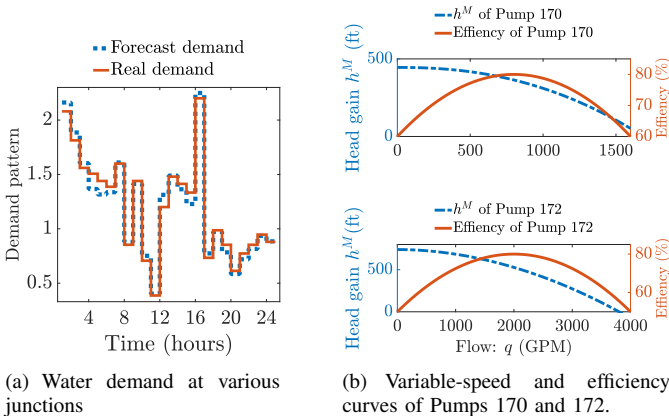 Forecast demand
Real demand
Demand pattern
2
1.5
1
0.5
4 8 12 16 20 24
Time (hours)
(a) Water demand at various
junctions
h^M of Pump 170
Effiency of Pump 170
Head gain h^M (ft)
500
0
80
70
60
Effiency (%)
0 500 1000 1500
h^M of Pump 172
Effiency of Pump 172
Head gain h^M (ft)
500
0
80
60
Effiency (%)
0 1000 2000 3000 4000
Flow: q (GPM)
(b) Variable-speed and efficiency
curves of Pumps 170 and 172.